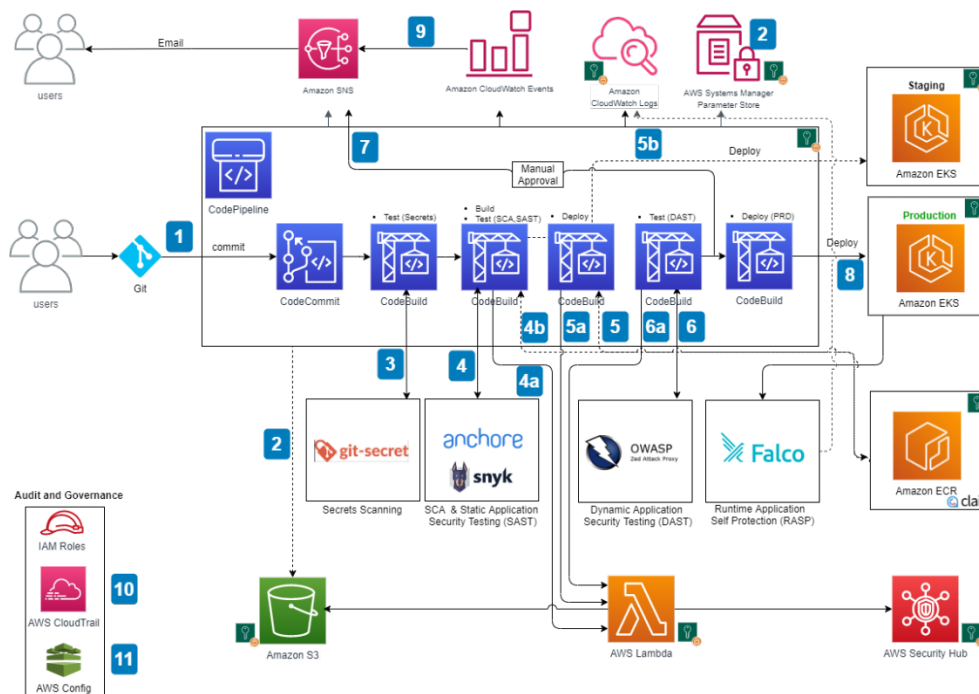 users
Email
Amazon SNS
9
Amazon CloudWatch Events
Amazon
CloudWatch Logs
2
AWS Systems Manager
Parameter Store
Staging
Amazon EKS
CodePipeline
7
Manual
Approval
5b
Deploy
users
Git
1
commit
CodeCommit
• Test (Secrets)
CodeBuild
• Build
• Test (SCA,SAST)
CodeBuild
• Deploy
CodeBuild
• Test (DAST)
CodeBuild
• Deploy (PRD)
CodeBuild
Deploy
8
Production
Amazon EKS
3
4
4b
4a
5a
5
6a
6
2
git-secret
Secrets Scanning
anchore
snyk
SCA & Static Application
Security Testing (SAST)
OWASP
Zed Attack Proxy
Dynamic Application
Security Testing (DAST)
Falco
Runtime Application
Self Protection (RASP)
Amazon ECR
clai
Audit and Governance
IAM Roles
AWS CloudTrail
10
AWS Config
11
Amazon S3
AWS Lambda
AWS Security Hub